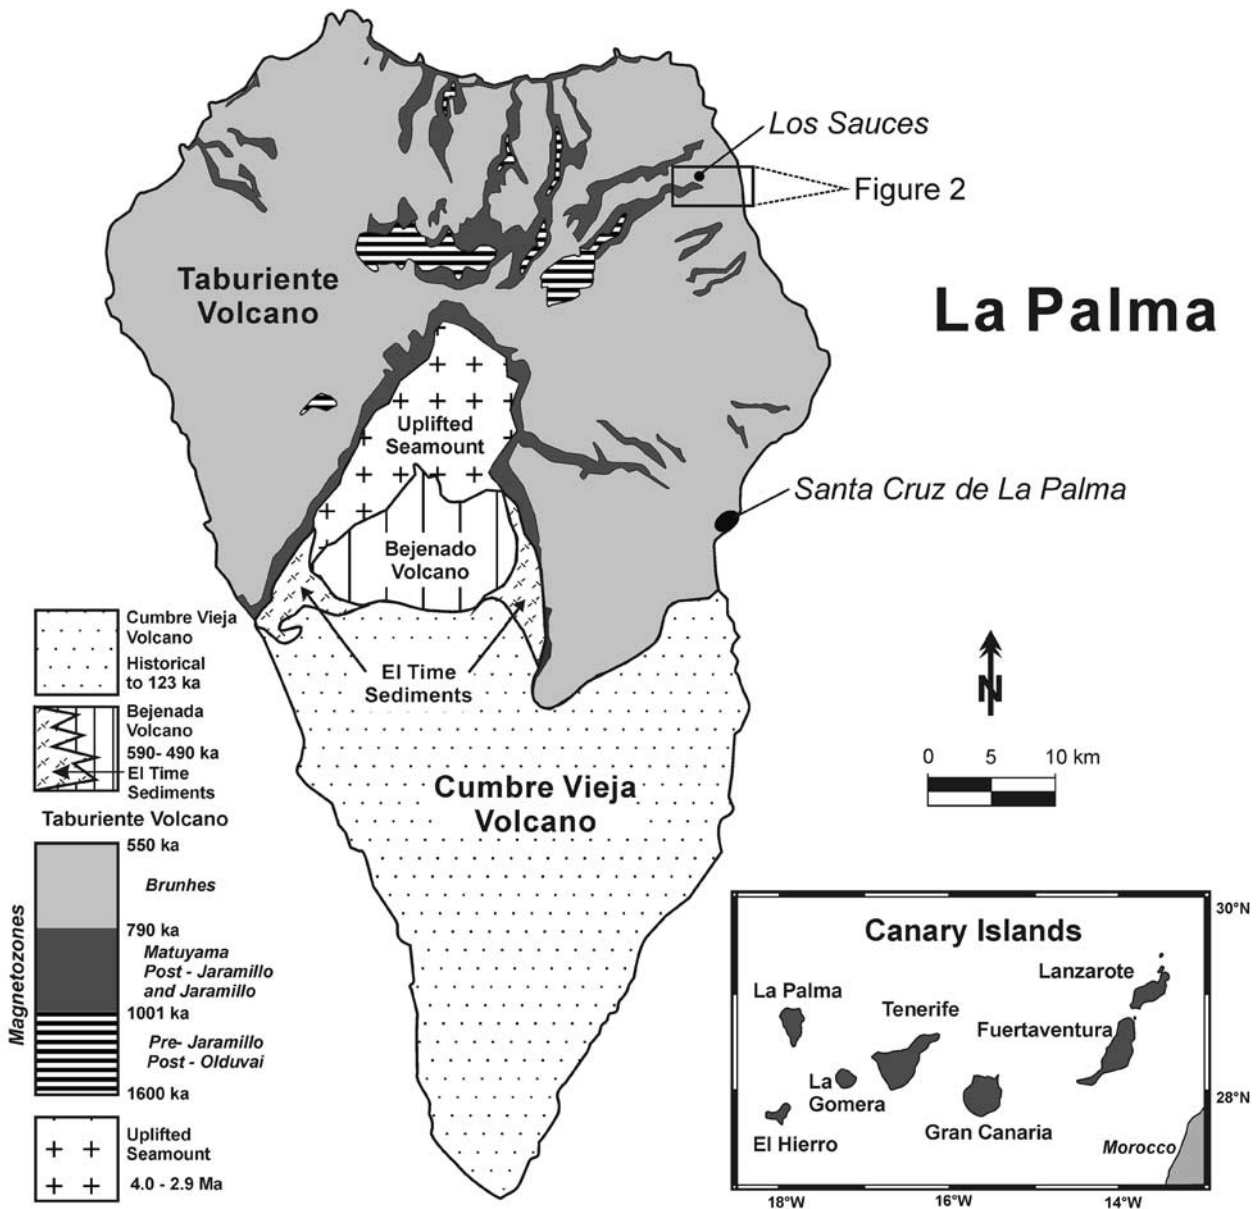 Los Sauces
Figure 2
Taburiente
Volcano
La Palma
Uplifted
Seamount
Santa Cruz de La Palma
Bejenado
Volcano
El Time
Sediments
Cumbre Vieja
Volcano
N
0 5 10 km
Cumbre Vieja
Volcano
Historical
to 123 ka
Bejenada
Volcano
590- 490 ka
El Time
Sediments
Taburiente Volcano
Magnetozones
550 ka
Brunhes
790 ka
Matuyama
Post - Jaramillo
and Jaramillo
1001 ka
Pre- Jaramillo
Post - Olduvai
1600 ka
Uplifted
Seamount
4.0 - 2.9 Ma
Canary Islands
30°N
Lanzarote
La Palma
Tenerife
Fuertaventura
La
Gomera
28°N
El Hierro
Gran Canaria
Morocco
18°W 16°W 14°W